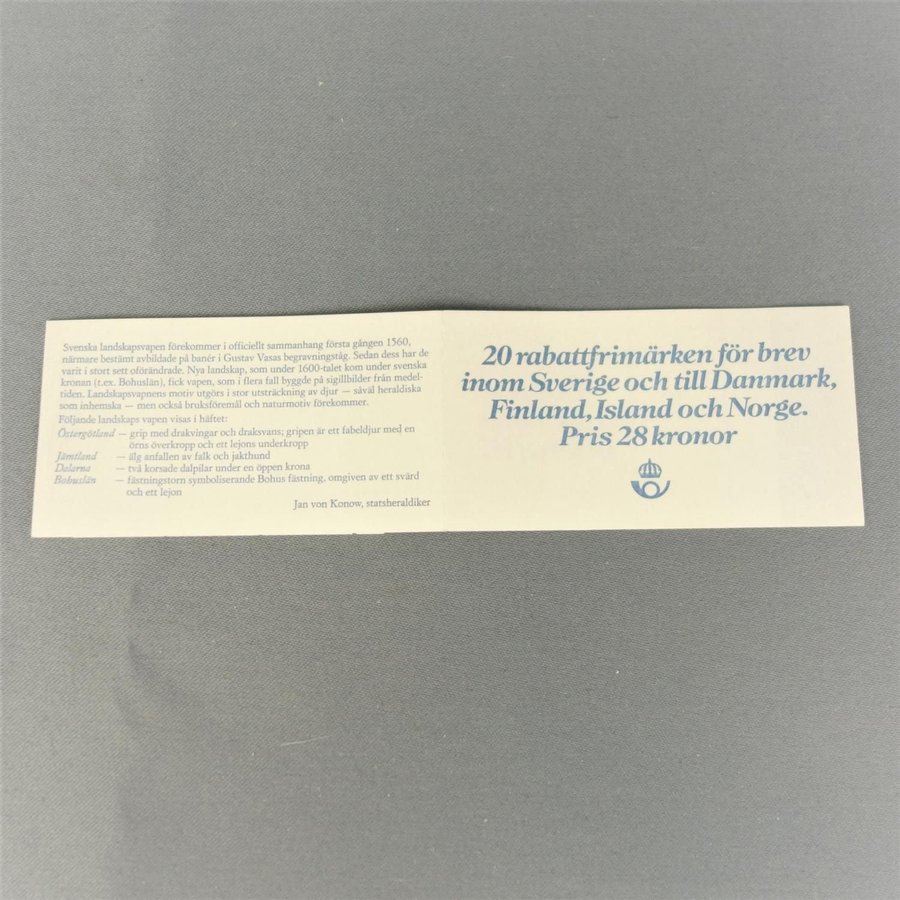 Svenska landskapsvapen förekommer i officiellt sammanhang första gången 1560,
närmare bestämt avbildade på banér i Gustav Vasas begravningståg. Sedan dess har de
varit i stort sett oförändrade. Nya landskap, som under 1600-talet kom under svenska
kronan (t.ex. Bohuslän), fick vapen, som i flera fall byggde på sigillbilder från medel-
tiden. Landskapsvapnens motiv utgörs i stor utsträckning av djur — såväl heraldiska
som inhemska — men också bruksföremål och naturmotiv förekommer.
Följande landskaps vapen visas i häftet:
Östergötland — grip med drakvingar och draksvans; gripen är ett fabeldjur med en
örns överkropp och ett lejons underkropp
Jämtland — älg anfallen av falk och jakthund
Dalarna — två korsade dalpilar under en öppen krona
Bohuslän — fästningstorn symboliserande Bohus fästning, omgiven av ett svärd
och ett lejon
Jan von Konow, statsheraldiker
20 rabattfrimärken för brev
inom Sverige och till Danmark,
Finland, Island och Norge.
Pris 28 kronor